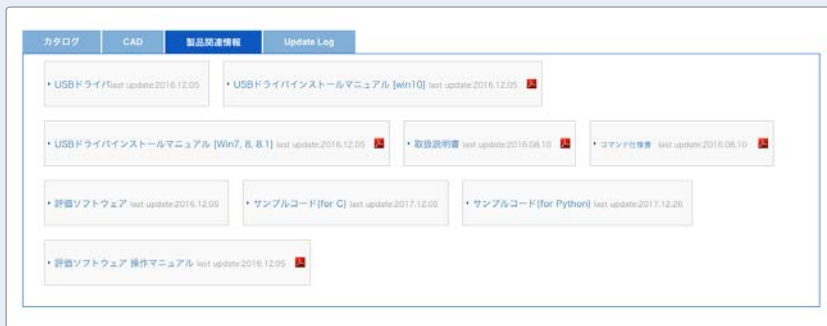 カタログ CAD 製品関連情報 Update Log
USBドライバlast update:2016.12.05 USBドライバインストールマニュアル [win10] last update:2016.12.05
USBドライバインストールマニュアル [Win7, 8, 8.1] last update:2016.12.05 取扱説明書 last update:2016.08.10 コマンド仕様書 last update:2016.08.10
評価ソフトウェア last update:2016.12.05 サンプルコード(for C) last update:2017.12.05 サンプルコード(for Python) last update:2017.12.26
評価ソフトウェア 操作マニュアル last update:2016.12.05